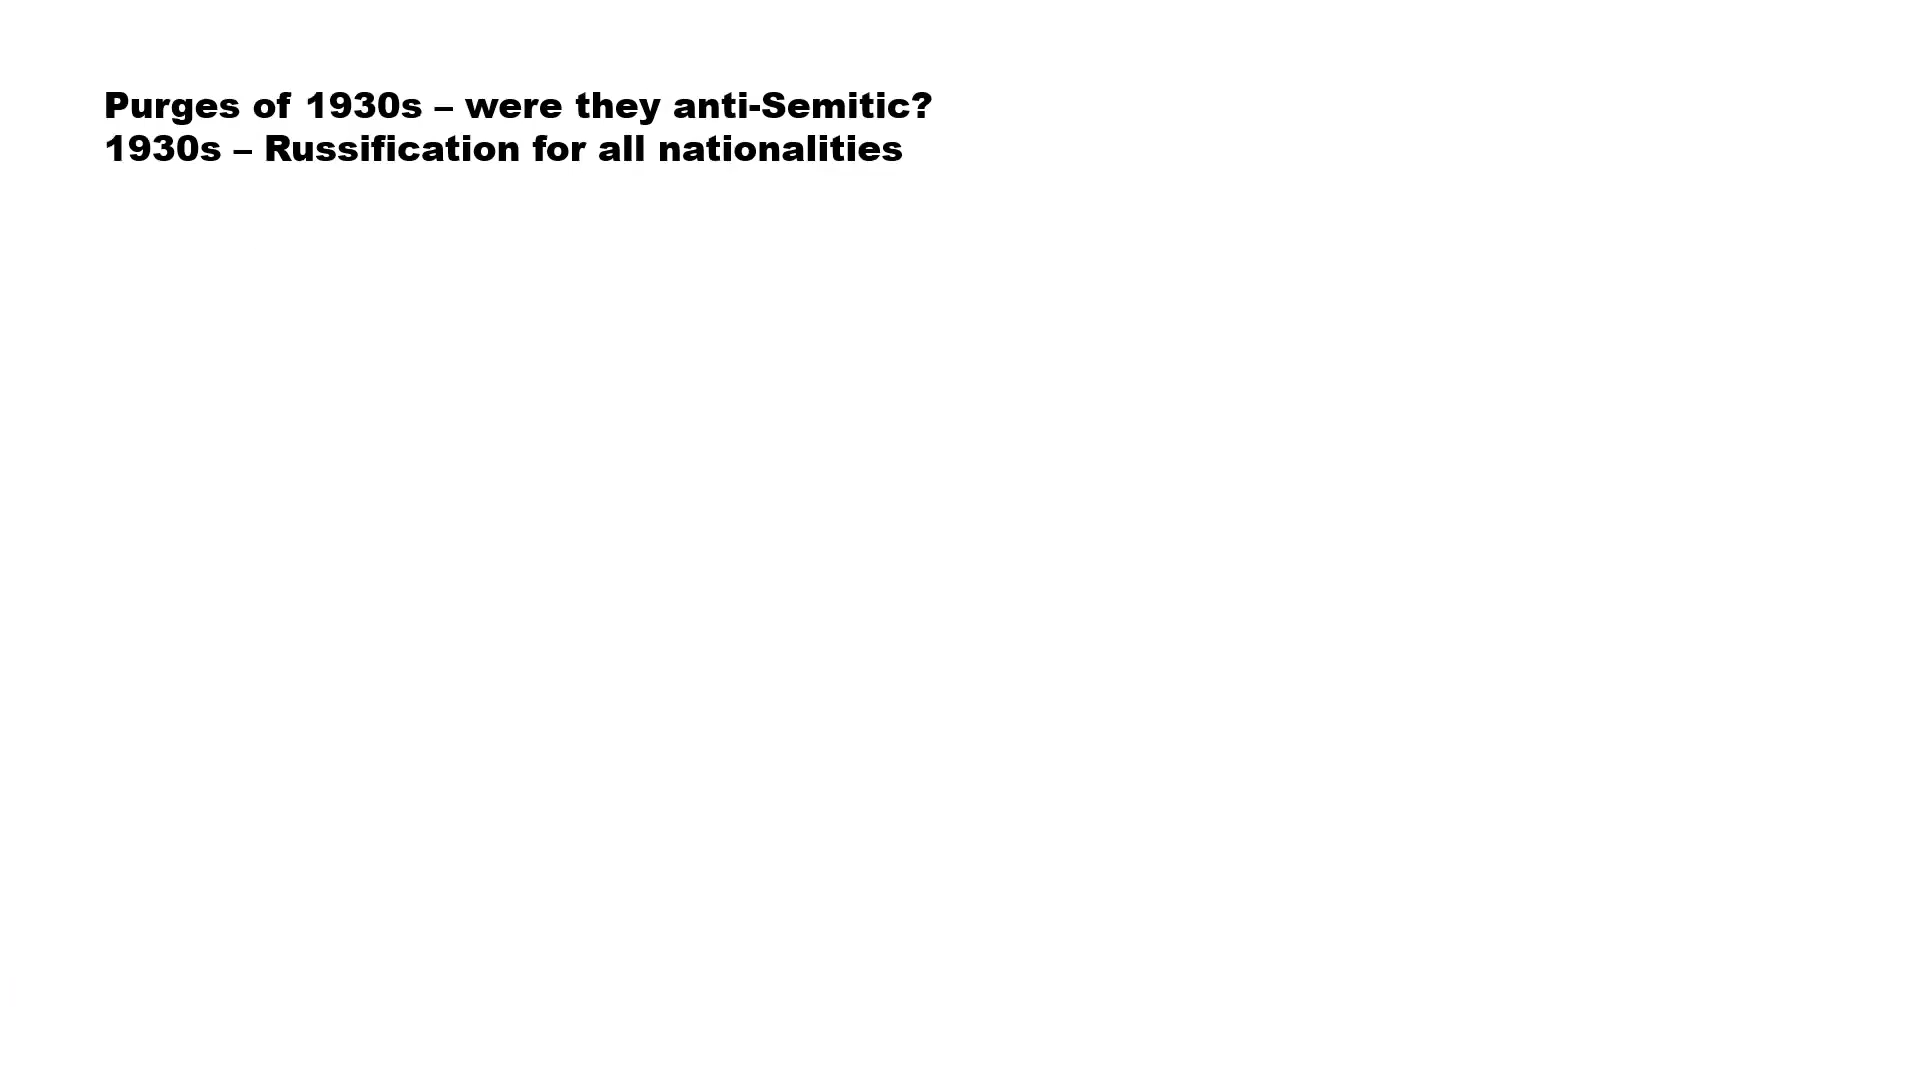 Purges of 1930s – were they anti-Semitic?
1930s – Russification for all nationalities